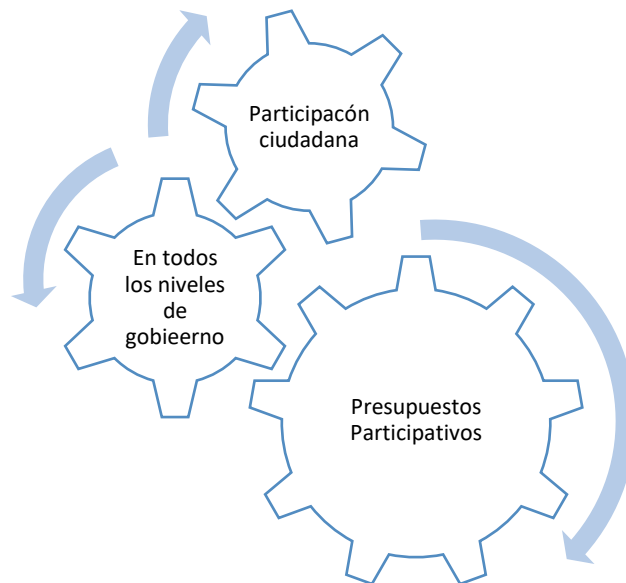 Participacón
ciudadana
En todos
los niveles
de
gobieerno
Presupuestos
Participativos